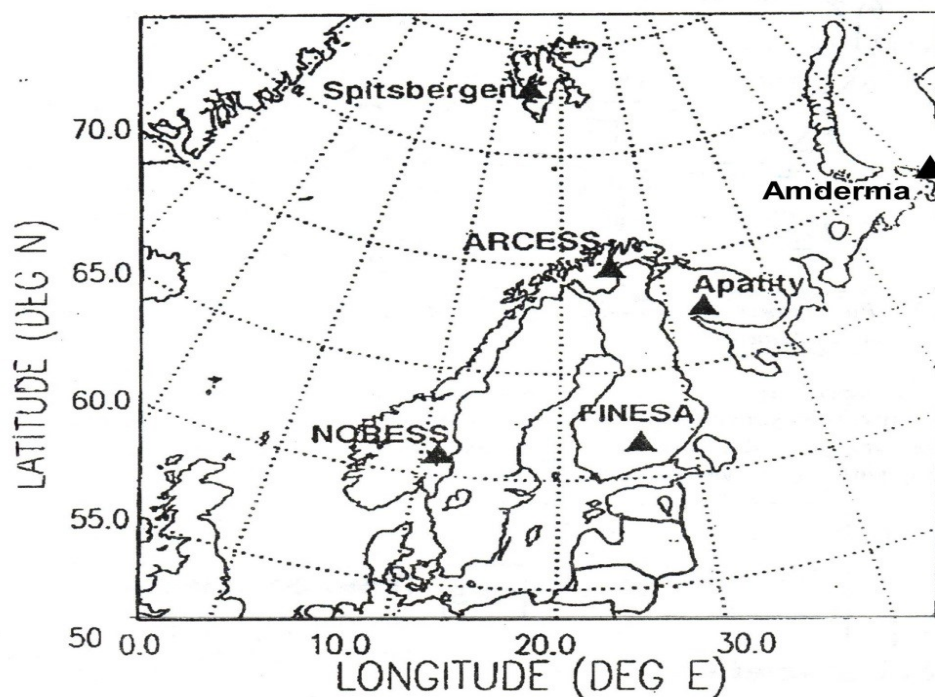 Spitsbergen
70.0
Amderma
ARCESS
65.0
Apatity
60.0
FINESA
NORESS
55.0
50
0.0 10.0 20.0 30.0
LATITUDE (DEG N)
LONGITUDE (DEG E)